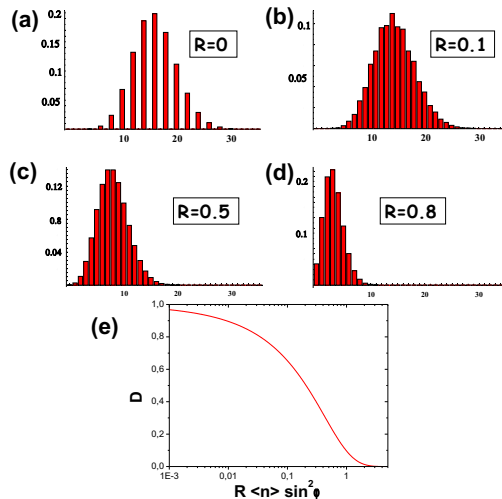 (a)
R=0
0.2
0.15
0.1
0.05
10 20 30
(b)
R=0.1
0.1
0.05
10 20 30
(c)
R=0.5
0.12
0.08
0.04
10 20 30
(d)
R=0.8
0.2
0.1
10 20 30
(e)
1,0
0,8
0,6
0,4
0,2
0,0
D
1E-3 0,01 0,1 1
R <n> sin²ϕ